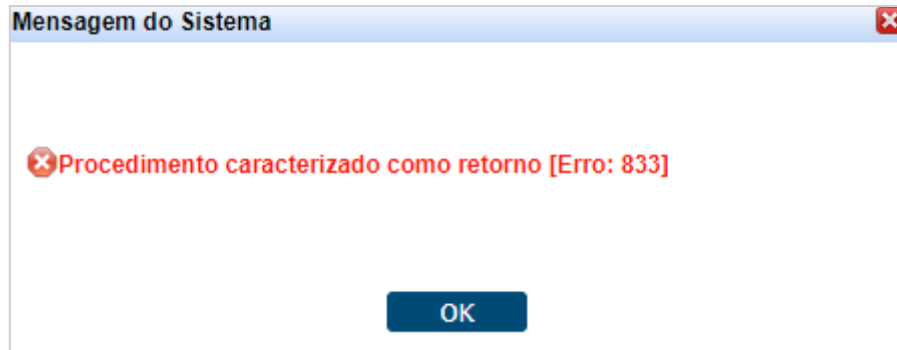 Mensagem do Sistema
Procedimento caracterizado como retorno [Erro: 833]
OK